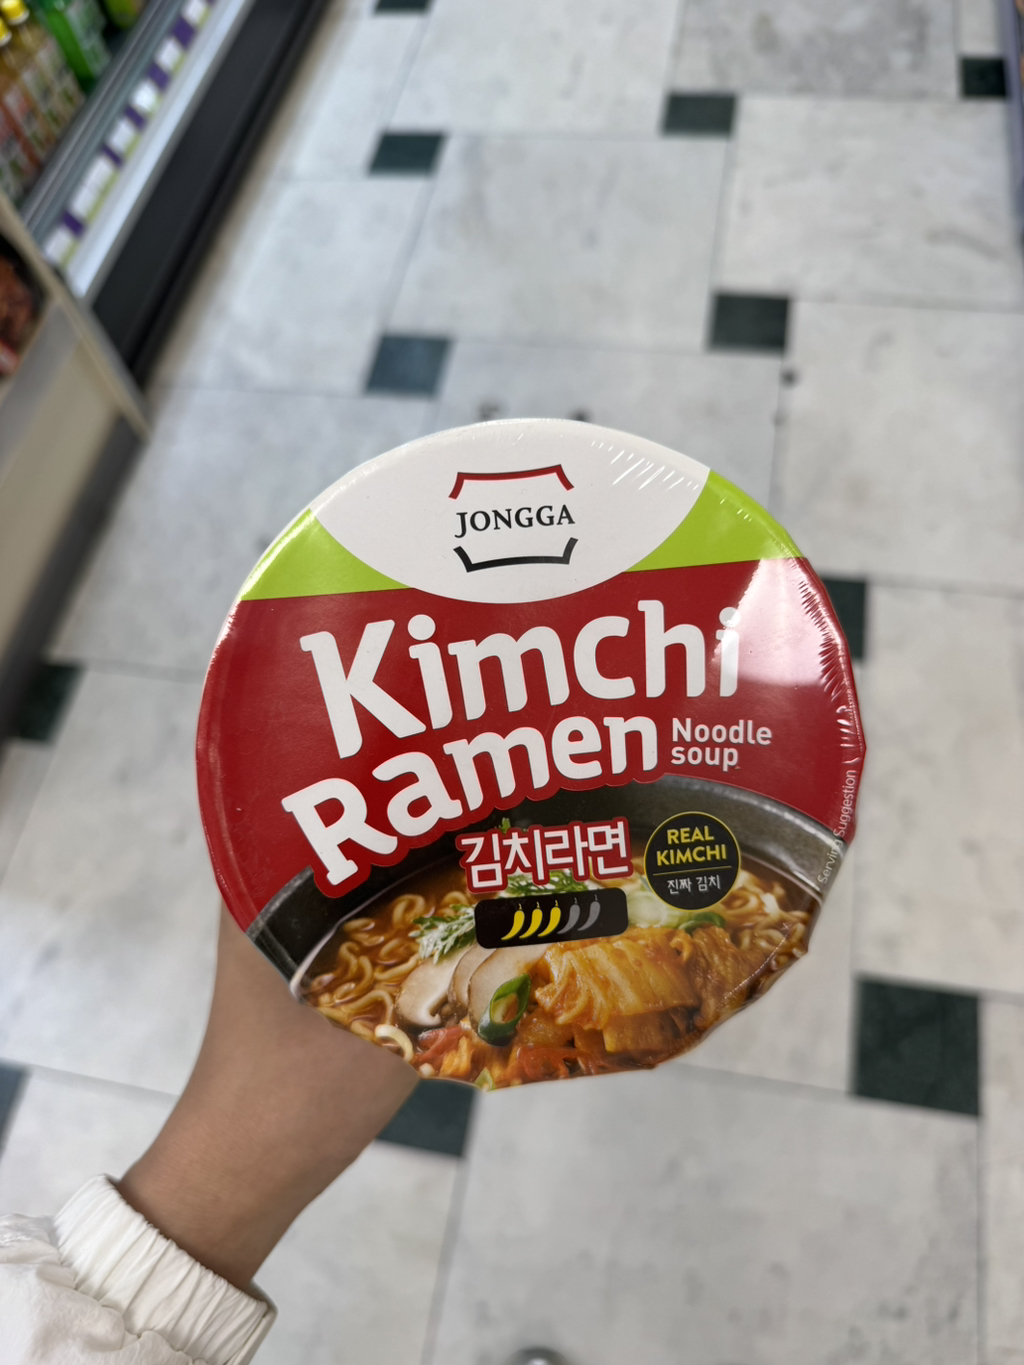 JONGGA
Kimchi
Ramen
Noodle
soup
김치라면
REAL
KIMCHI
진짜 김치
Serving Suggestion